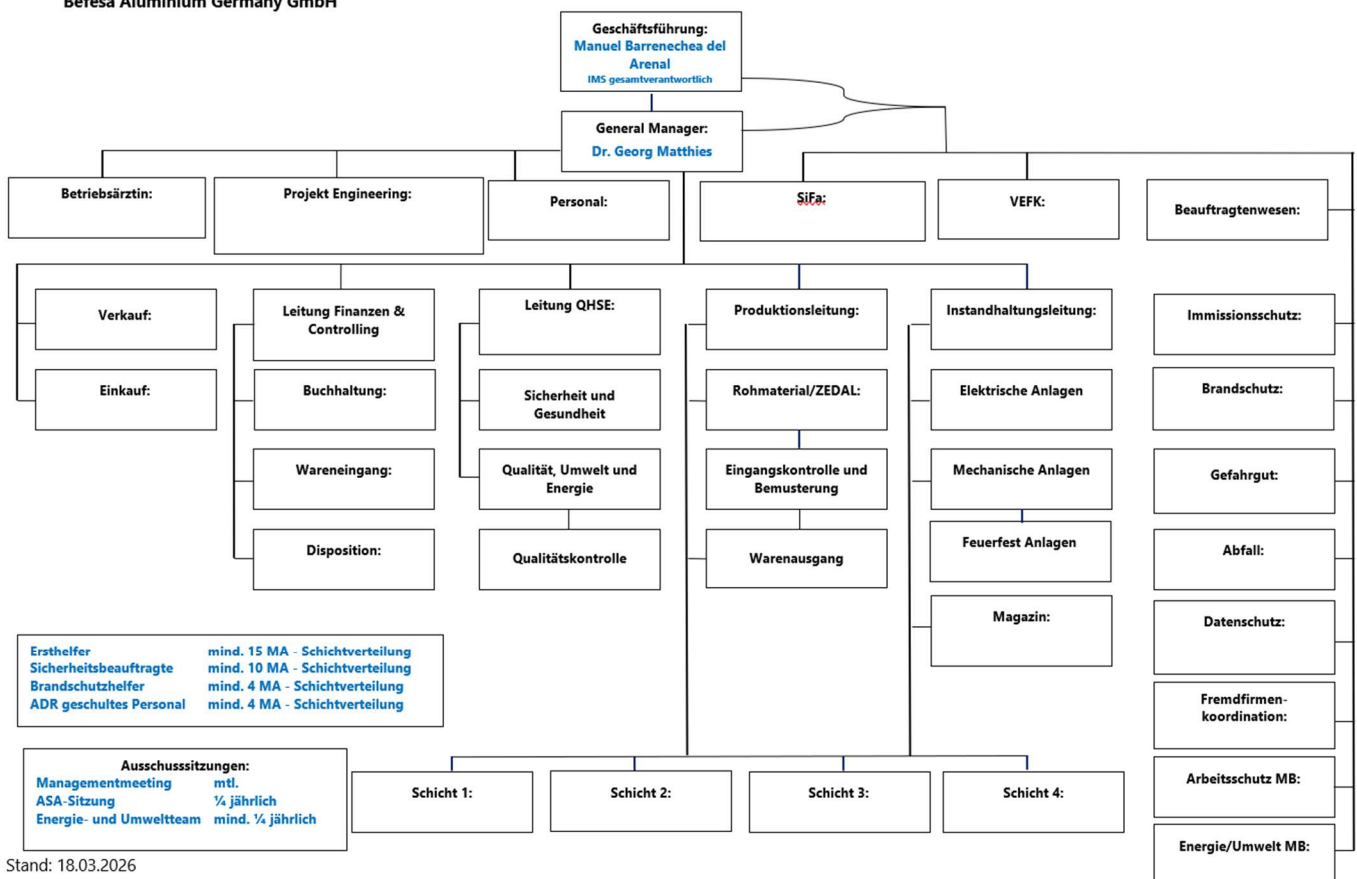 Befesa Aluminium Germany GmbH
Geschäftsführung:
Manuel Barrenechea del
Arenal
IMS gesamtverantwortlich
General Manager:
Dr. Georg Matthies
Betriebsärztin:
Projekt Engineering:
Personal:
SiFa:
VEFK:
Beauftragtenwesen:
Verkauf:
Leitung Finanzen &
Controlling
Leitung QHSE:
Produktionsleitung:
Instandhaltungsleitung:
Immissionsschutz:
Einkauf:
Buchhaltung:
Sicherheit und
Gesundheit
Rohmaterial/ZEDAL:
Elektrische Anlagen
Brandschutz:
Wareneingang:
Qualität, Umwelt und
Energie
Eingangskontrolle und
Bemusterung
Mechanische Anlagen
Gefahrgut:
Disposition:
Qualitätskontrolle
Warenausgang
Feuerfest Anlagen
Abfall:
Magazin:
Datenschutz:
Ersthelfer mind. 15 MA - Schichtverteilung
Sicherheitsbeauftragte mind. 10 MA - Schichtverteilung
Brandschutzhelfer mind. 4 MA - Schichtverteilung
ADR geschultes Personal mind. 4 MA - Schichtverteilung
Fremdfirmen-
koordination:
Ausschusssitzungen:
Managementmeeting mtl.
ASA-Sitzung ¼ jährlich
Energie- und Umweltteam mind. ¼ jährlich
Schicht 1:
Schicht 2:
Schicht 3:
Schicht 4:
Arbeitsschutz MB:
Energie/Umwelt MB:
Stand: 18.03.2026